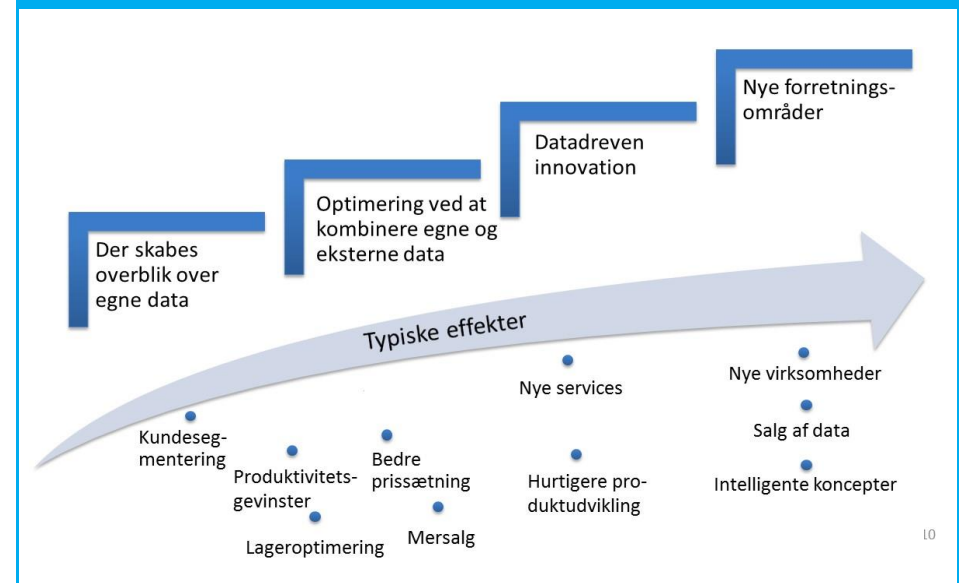 Nye forretnings-
områder
Datadreven
innovation
Optimering ved at
kombinere egne og
eksterne data
Der skabes
overblik over
egne data
Typiske effekter
Nye services
Nye virksomheder
Kundeseg-
mentering
Bedre
prissætning
Salg af data
Produktivitets-
gevinster
Hurtigere pro-
duktudvikling
Intelligente koncepter
Lageroptimering
Mersalg
10